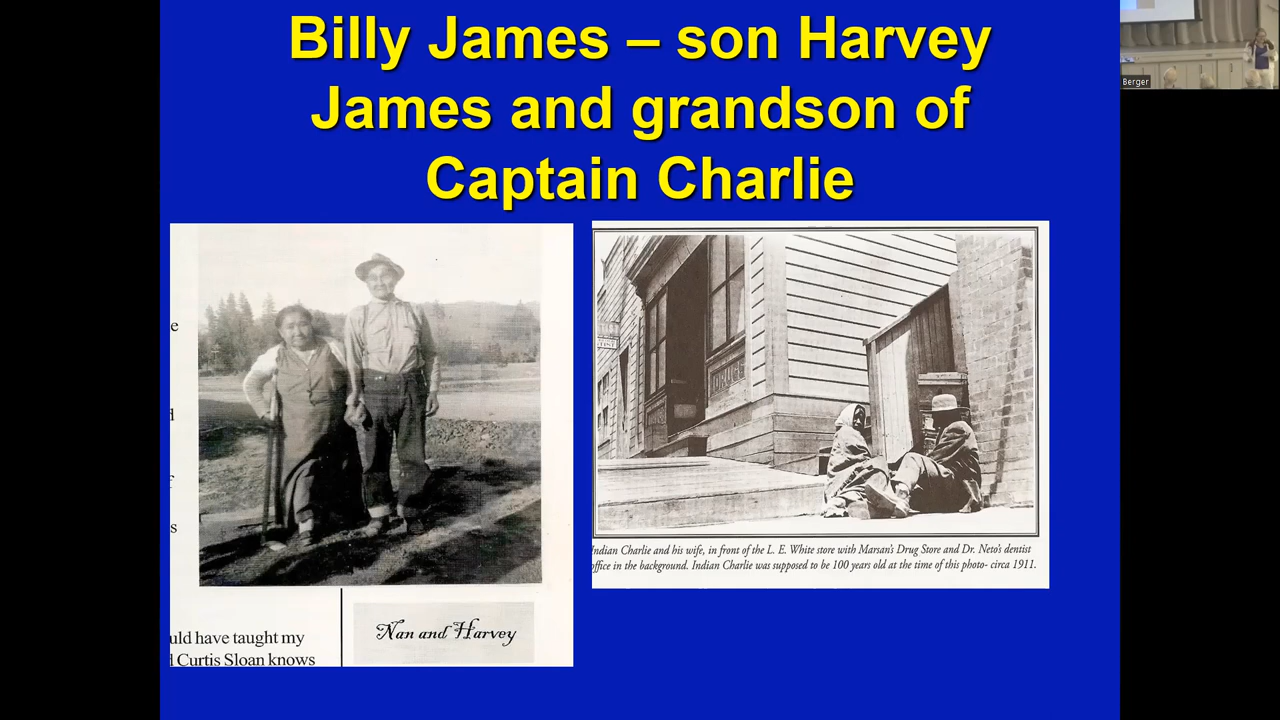 Billy James – son Harvey
James and grandson of
Captain Charlie
Berger
e
d
f
s
uld have taught my
d Curtis Sloan knows
Nan and Harvey
DRUGS
Indian Charlie and his wife, in front of the L. E. White store with Marsan's Drug Store and Dr. Neto's dentist
office in the background. Indian Charlie was supposed to be 100 years old at the time of this photo- circa 1911.